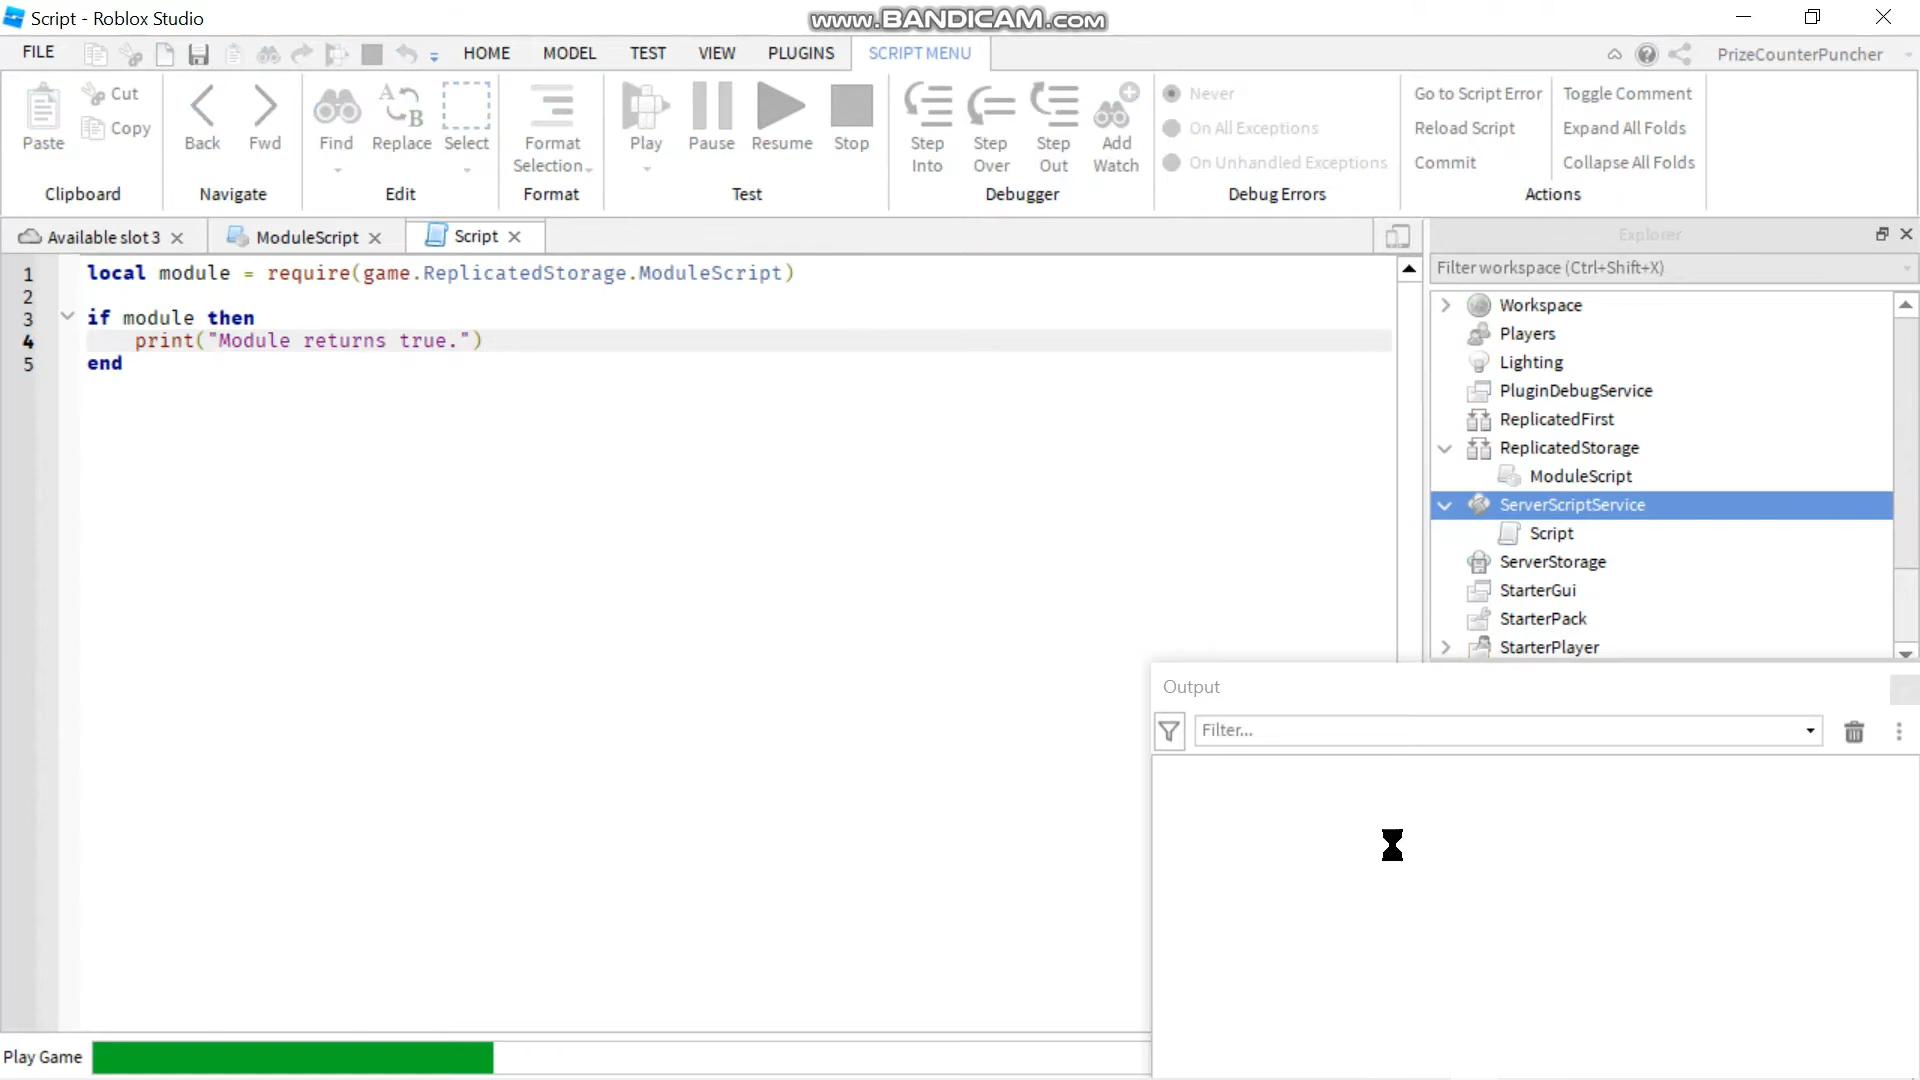 Script - Roblox Studio
www.BANDICAM.com
FILE
HOME
MODEL
TEST
VIEW
PLUGINS
SCRIPT MENU
PrizeCounterPuncher
Paste
Cut
Copy
Clipboard
Back
Fwd
Navigate
Find
Replace
Select
Edit
Format
Selection
Format
Play
Pause
Resume
Stop
Test
Step
Into
Step
Over
Step
Out
Add
Watch
Debugger
Never
On All Exceptions
On Unhandled Exceptions
Debug Errors
Go to Script Error
Reload Script
Commit
Toggle Comment
Expand All Folds
Collapse All Folds
Actions
Available slot 3
ModuleScript
Script
1 local module = require(game.ReplicatedStorage.ModuleScript)
2
3 if module then
4 print("Module returns true.")
5 end
Explorer
Filter workspace (Ctrl+Shift+X)
Workspace
Players
Lighting
PluginDebugService
ReplicatedFirst
ReplicatedStorage
ModuleScript
ServerScriptService
Script
ServerStorage
StarterGui
StarterPack
StarterPlayer
Output
Filter...
Play Game